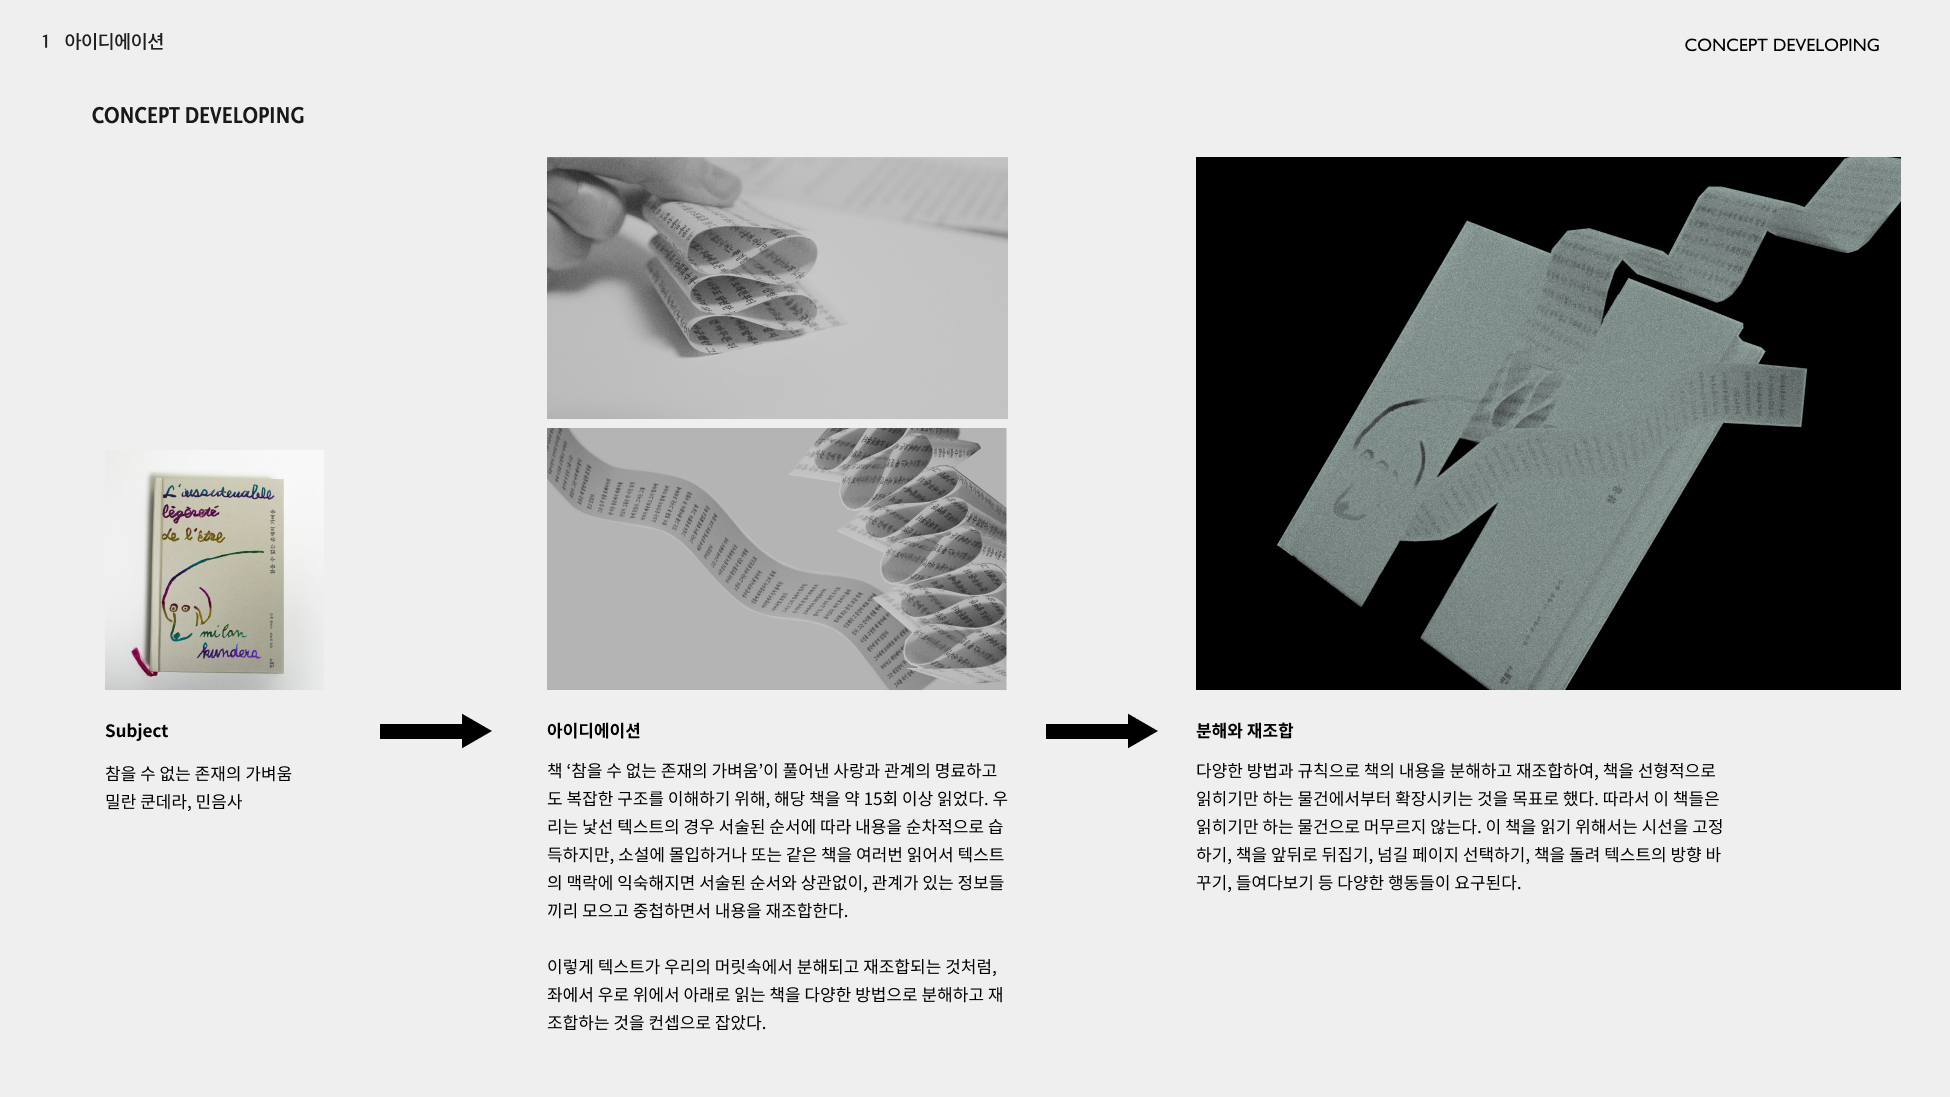 1 아이디에이션
CONCEPT DEVELOPING
CONCEPT DEVELOPING
L'insoutenable
légèreté
de l'être
참을 수 없는 존재의 가벼움
milan
kundera
Subject
참을 수 없는 존재의 가벼움
밀란 쿤데라, 민음사
아이디에이션
책 ‘참을 수 없는 존재의 가벼움’이 풀어낸 사랑과 관계의 명료하고
도 복잡한 구조를 이해하기 위해, 해당 책을 약 15회 이상 읽었다. 우
리는 낯선 텍스트의 경우 서술된 순서에 따라 내용을 순차적으로 습
득하지만, 소설에 몰입하거나 또는 같은 책을 여러번 읽어서 텍스트
의 맥락에 익숙해지면 서술된 순서와 상관없이, 관계가 있는 정보들
끼리 모으고 중첩하면서 내용을 재조합한다.
이렇게 텍스트가 우리의 머릿속에서 분해되고 재조합되는 것처럼,
좌에서 우로 위에서 아래로 읽는 책을 다양한 방법으로 분해하고 재
조합하는 것을 컨셉으로 잡았다.
분해와 재조합
다양한 방법과 규칙으로 책의 내용을 분해하고 재조합하여, 책을 선형적으로
읽히기만 하는 물건에서부터 확장시키는 것을 목표로 했다. 따라서 이 책들은
읽히기만 하는 물건으로 머무르지 않는다. 이 책을 읽기 위해서는 시선을 고정
하기, 책을 앞뒤로 뒤집기, 넘길 페이지 선택하기, 책을 돌려 텍스트의 방향 바
꾸기, 들여다보기 등 다양한 행동들이 요구된다.